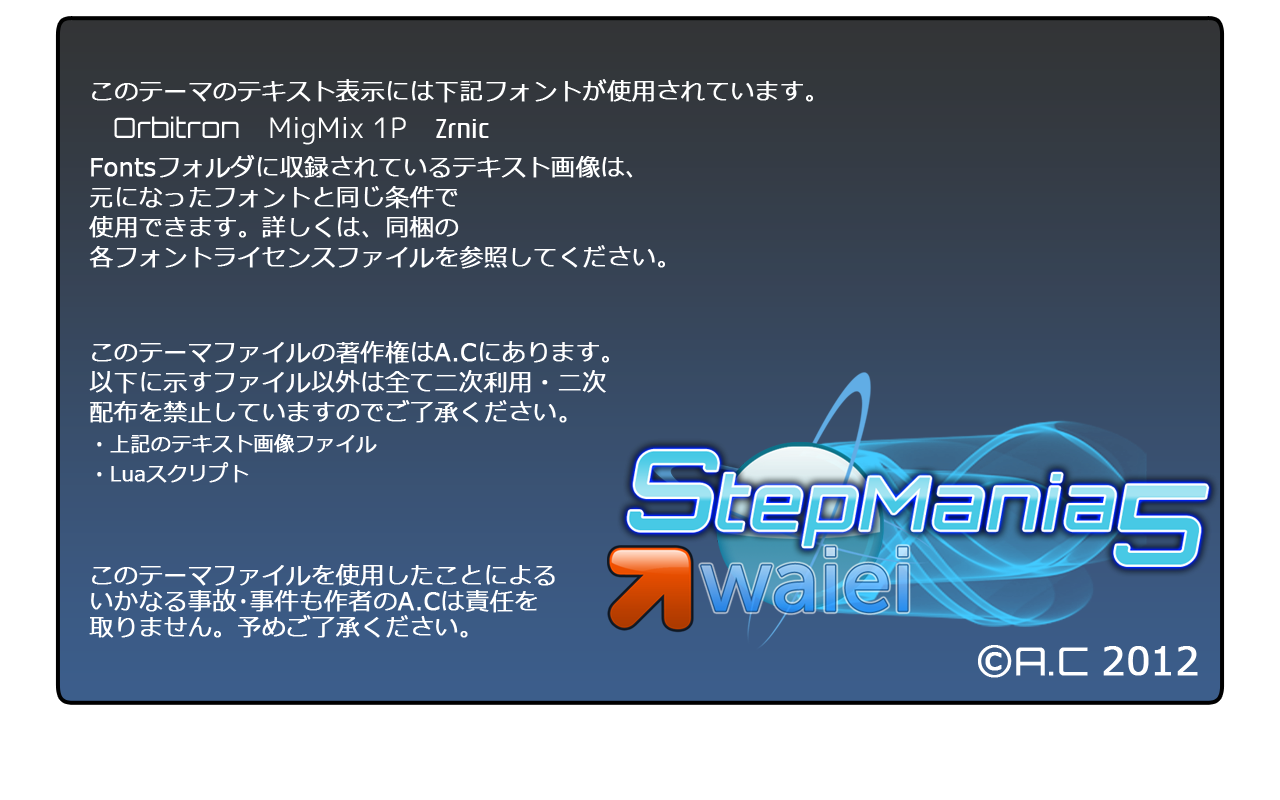 このテーマのテキスト表示には下記フォントが使用されています。
Orbitron　MigMix 1P　Zrnic
Fontsフォルダに収録されているテキスト画像は、
元になったフォントと同じ条件で
使用できます。詳しくは、同梱の
各フォントライセンスファイルを参照してください。
このテーマファイルの著作権はA.Cにあります。
以下に示すファイル以外は全て二次利用・二次
配布を禁止していますのでご了承ください。
・上記のテキスト画像ファイル
・Luaスクリプト
このテーマファイルを使用したことによる
いかなる事故・事件も作者のA.Cは責任を
取りません。予めご了承ください。
StepMania5
waiei
©A.C 2012